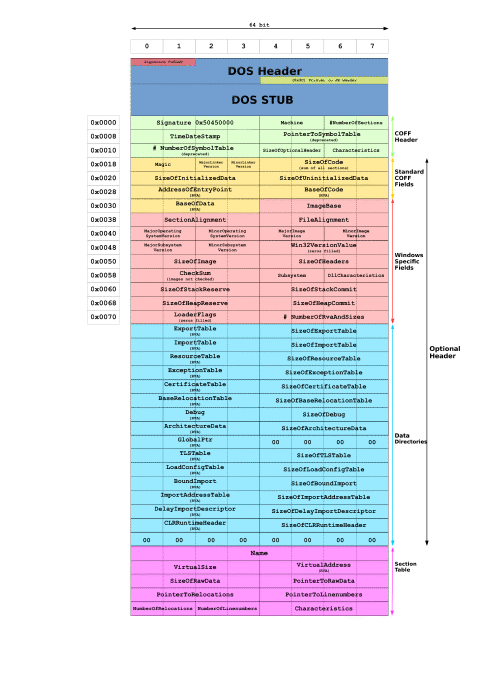 64 bit
0 1 2 3 4 5 6 7
Signature 0x5A4D
DOS Header
DOS STUB
0x0000 Signature 0x50450000 Machine #NumberOfSections
0x0008 TimeDateStamp PointerToSymbolTable
(deprecated)
0x0010 # NumberOfSymbolTable
(deprecated)
SizeOfOptionalHeader Characteristics
COFF
Header
0x0018 Magic MajorLinker
Version
MinorLinker
Version
SizeOfCode
(sum of all sections)
0x0020 SizeOfInitializedData SizeOfUninitializedData
0x0028 AddressOfEntryPoint
(RVA)
BaseOfCode
(RVA)
Standard
COFF
Fields
0x0030 BaseOfData
(RVA)
ImageBase
0x0038 SectionAlignment FileAlignment
0x0040 MajorOperating
SystemVersion
MinorOperating
SystemVersion
MajorImage
Version
MinorImage
Version
0x0048 MajorSubsystem
Version
MinorSubsystem
Version
Win32VersionValue
(zeros filled)
0x0050 SizeOfImage SizeOfHeaders
0x0058 CheckSum
(images not checked)
Subsystem DllCharacteristics
0x0060 SizeOfStackReserve SizeOfStackCommit
0x0068 SizeOfHeapReserve SizeOfHeapCommit
0x0070 LoaderFlags
(zeros filled)
# NumberOfRvaAndSizes
Windows
Specific
Fields
Optional
Header
ExportTable
(RVA)
SizeOfExportTable
ImportTable
(RVA)
SizeOfImportTable
ResourceTable
(RVA)
SizeOfResourceTable
ExceptionTable
(RVA)
SizeOfExceptionTable
CertificateTable
(RVA)
SizeOfCertificateTable
BaseRelocationTable
(RVA)
SizeOfBaseRelocationTable
Debug
(RVA)
SizeOfDebug
ArchitectureData
(RVA)
SizeOfArchitectureData
GlobalPtr
(RVA)
00 00 00 00
TLSTable
(RVA)
SizeOfTLSTable
LoadConfigTable
(RVA)
SizeOfLoadConfigTable
BoundImport
(RVA)
SizeOfBoundImport
ImportAddressTable
(RVA)
SizeOfImportAddressTable
DelayImportDescriptor
(RVA)
SizeOfDelayImportDescriptor
CLRRuntimeHeader
(RVA)
SizeOfCLRRuntimeHeader
00 00 00 00 00 00 00 00
Data
Directories
Name
VirtualSize VirtualAddress
(RVA)
SizeOfRawData PointerToRawData
PointerToRelocations PointerToLinenumbers
NumberOfRelocations NumberOfLinenumbers Characteristics
Section
Table